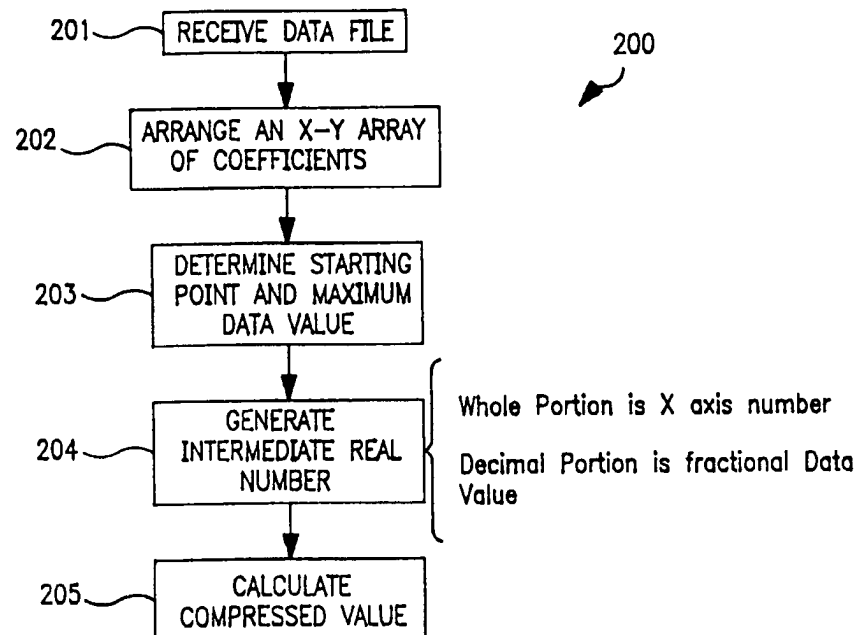 201
RECEIVE DATA FILE
200
202
ARRANGE AN X-Y ARRAY
OF COEFFICIENTS
203
DETERMINE STARTING
POINT AND MAXIMUM
DATA VALUE
204
GENERATE
INTERMEDIATE REAL
NUMBER
Whole Portion is X axis number
Decimal Portion is fractional Data
Value
205
CALCULATE
COMPRESSED VALUE